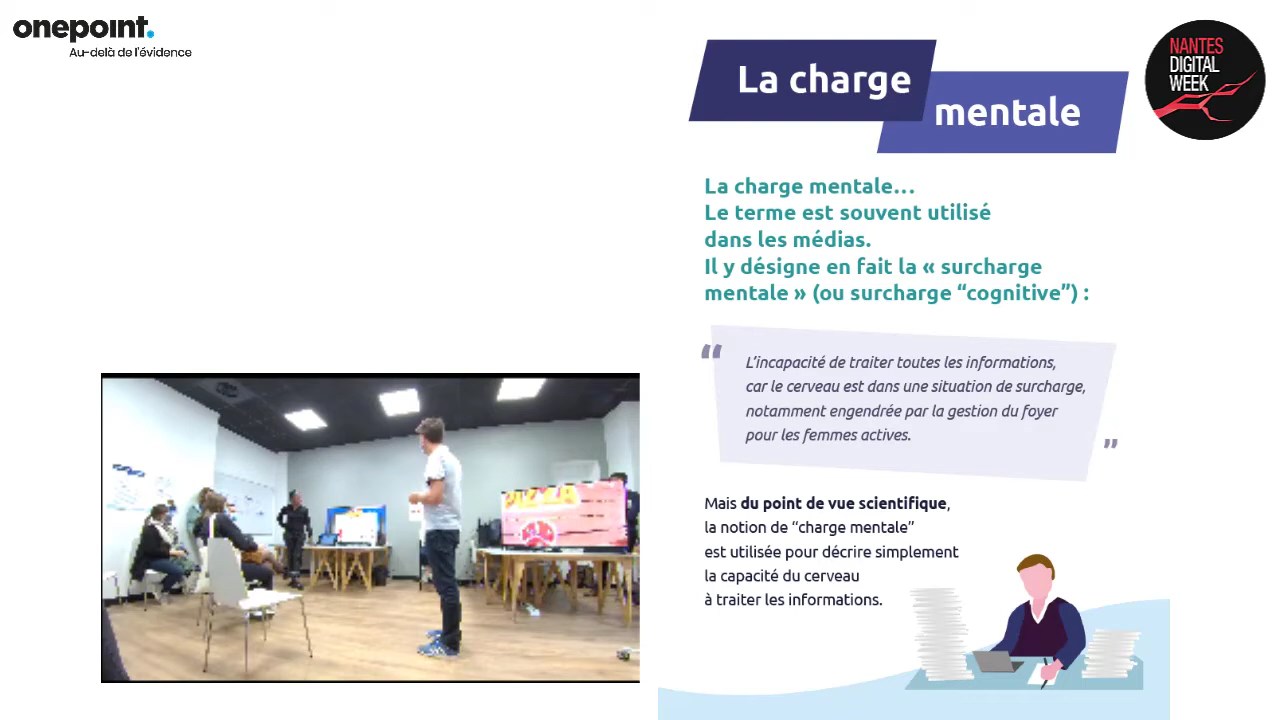 onepoint.
Au-delà de l'évidence
La charge
mentale
NANTES
DIGITAL
WEEK
La charge mentale…
Le terme est souvent utilisé
dans les médias.
Il y désigne en fait la « surcharge
mentale » (ou surcharge “cognitive”) :
“
L’incapacité de traiter toutes les informations,
car le cerveau est dans une situation de surcharge,
notamment engendrée par la gestion du foyer
pour les femmes actives.
”
Mais du point de vue scientifique,
la notion de “charge mentale”
est utilisée pour décrire simplement
la capacité du cerveau
à traiter les informations.
PIZZA